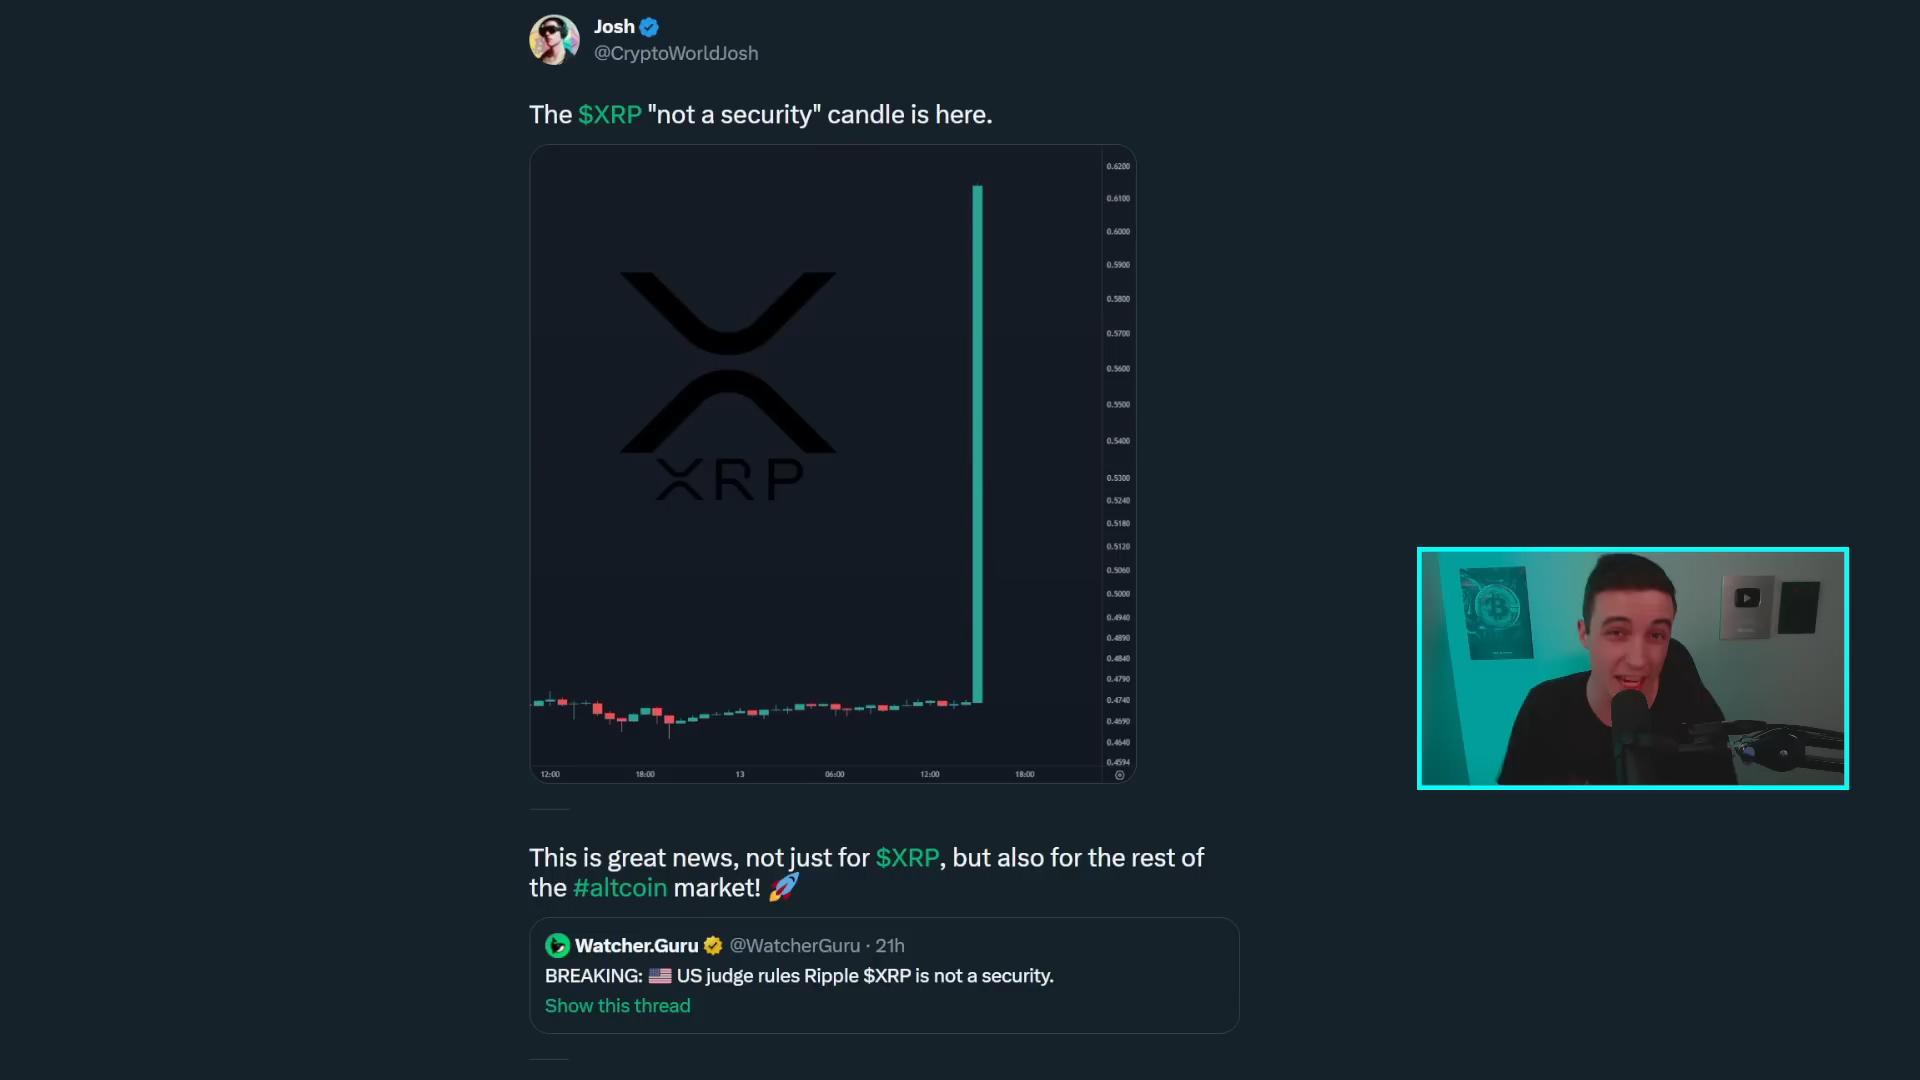 Josh
@CryptoWorldJosh
The $XRP "not a security" candle is here.
XRP
0.6200
0.6100
0.6000
0.5900
0.5800
0.5700
0.5600
0.5500
0.5400
0.5300
0.5240
0.5180
0.5120
0.5060
0.5000
0.4940
0.4890
0.4840
0.4790
0.4740
0.4690
0.4640
0.4594
12:00 18:00 13 06:00 12:00 18:00
This is great news, not just for $XRP, but also for the rest of
the #altcoin market! 🚀
Watcher.Guru @WatcherGuru · 21h
BREAKING: 🇺🇸 US judge rules Ripple $XRP is not a security.
Show this thread